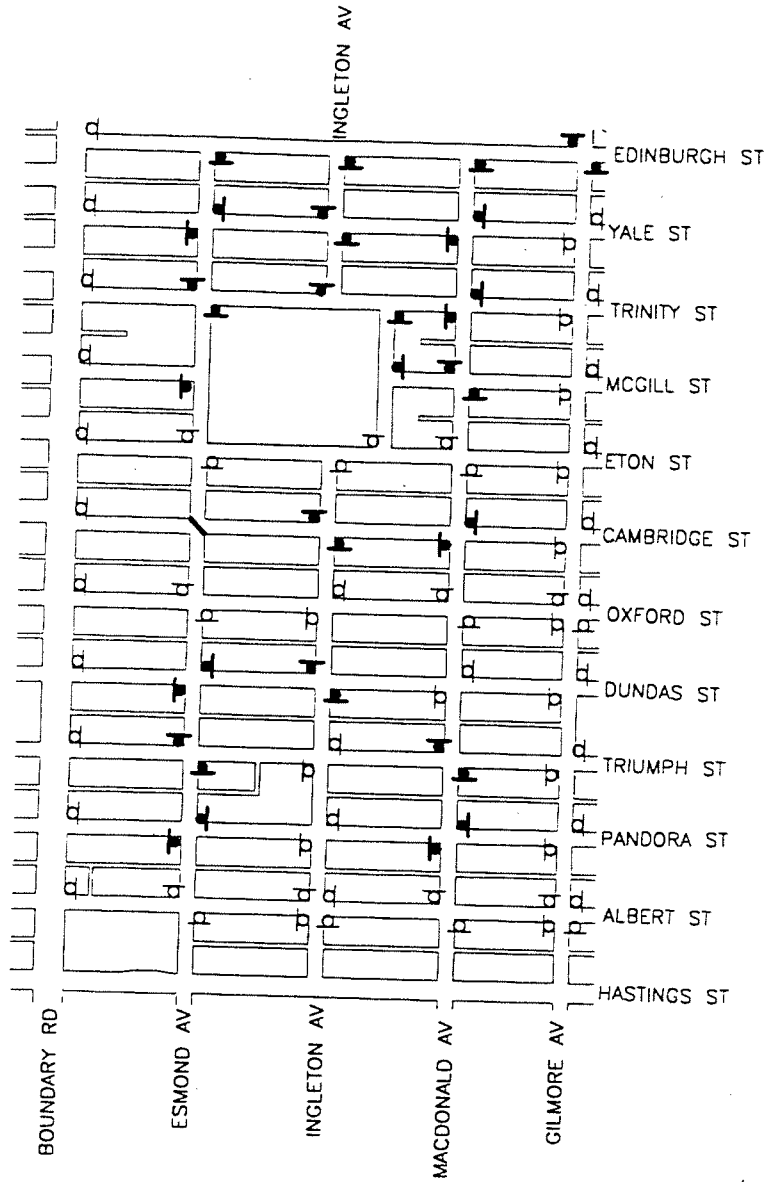 INGLETON AV
EDINBURGH ST
YALE ST
TRINITY ST
MCGILL ST
ETON ST
CAMBRIDGE ST
OXFORD ST
DUNDAS ST
TRIUMPH ST
PANDORA ST
ALBERT ST
HASTINGS ST
BOUNDARY RD
ESMOND AV
INGLETON AV
MACDONALD AV
GILMORE AV